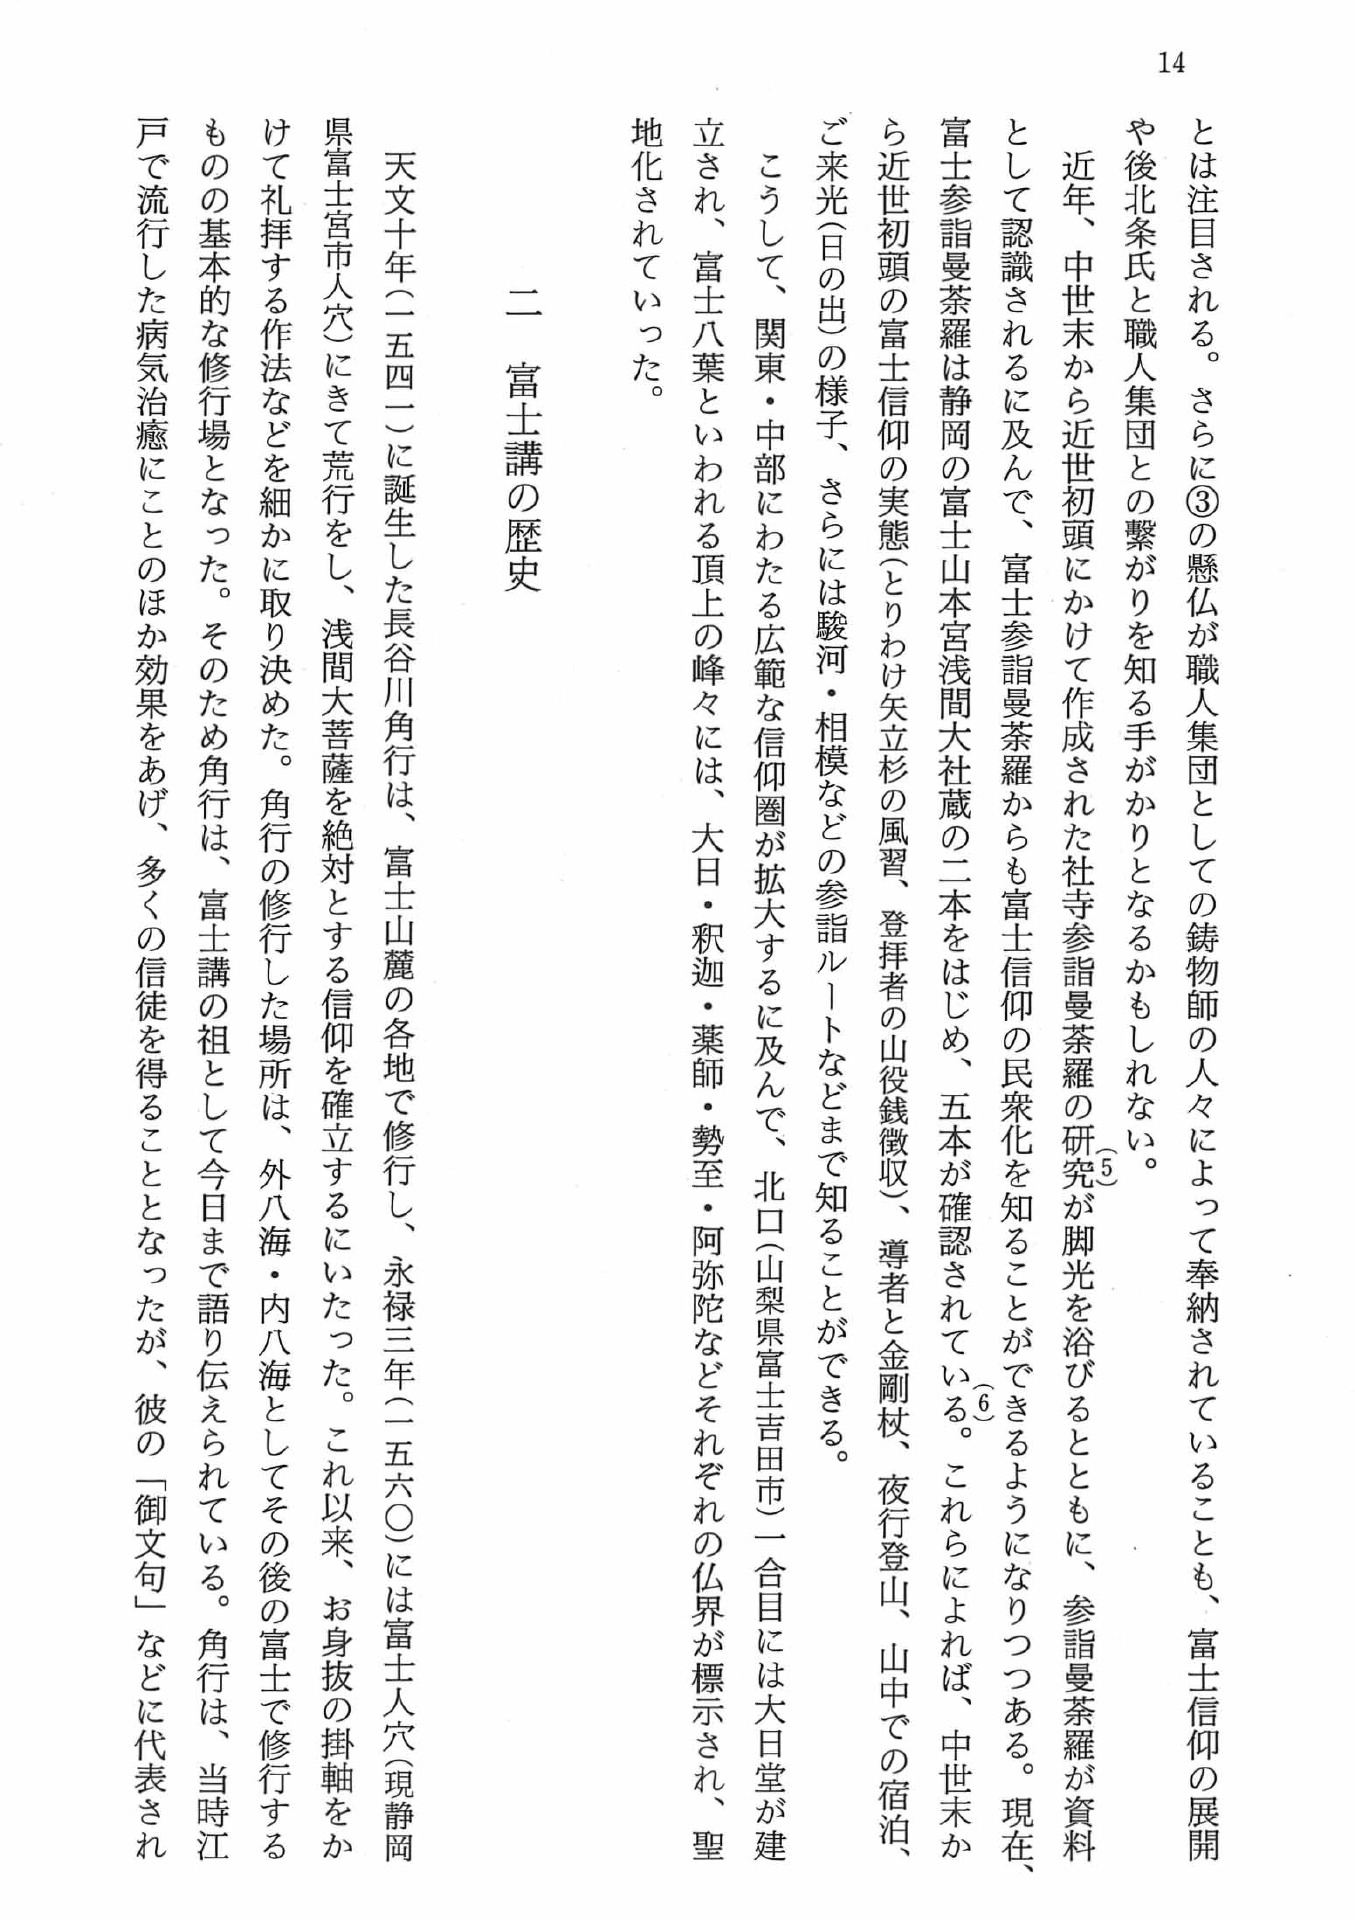 14
とは注目される。さらに③の懸仏が職人集団としての鋳物師の人々によって奉納されていることも、富士信仰の展開
や後北条氏と職人集団との繋がりを知る手がかりとなるかもしれない。
近年、中世末から近世初頭にかけて作成された社寺参詣曼荼羅の研究(5)が脚光を浴びるとともに、参詣曼荼羅が資料
として認識されるに及んで、富士参詣曼荼羅からも富士信仰の民衆化を知ることができるようになりつつある。現在、
富士参詣曼荼羅は静岡の富士山本宮浅間大社蔵の二本をはじめ、五本が確認されている(6)。これらによれば、中世末か
ら近世初頭の富士信仰の実態(とりわけ矢立杉の風習、登拝者の山役銭徴収)、導者と金剛杖、夜行登山、山中での宿泊、
ご来光(日の出)の様子、さらには駿河・相模などの参詣ルートなどまで知ることができる。
こうして、関東・中部にわたる広範な信仰圏が拡大するに及んで、北口(山梨県富士吉田市)一合目には大日堂が建
立され、富士八葉といわれる頂上の峰々には、大日・釈迦・薬師・勢至・阿弥陀などそれぞれの仏界が標示され、聖
地化されていった。
二　富士講の歴史
天文十年(一五四一)に誕生した長谷川角行は、富士山麓の各地で修行し、永禄三年(一五六〇)には富士人穴(現静岡
県富士宮市人穴)にきて荒行をし、浅間大菩薩を絶対とする信仰を確立するにいたった。これ以来、お身抜の掛軸をか
けて礼拝する作法などを細かに取り決めた。角行の修行した場所は、外八海・内八海としてその後の富士で修行する
ものの基本的な修行場となった。そのため角行は、富士講の祖として今日まで語り伝えられている。角行は、当時江
戸で流行した病気治癒にことのほか効果をあげ、多くの信徒を得ることとなったが、彼の「御文句」などに代表され